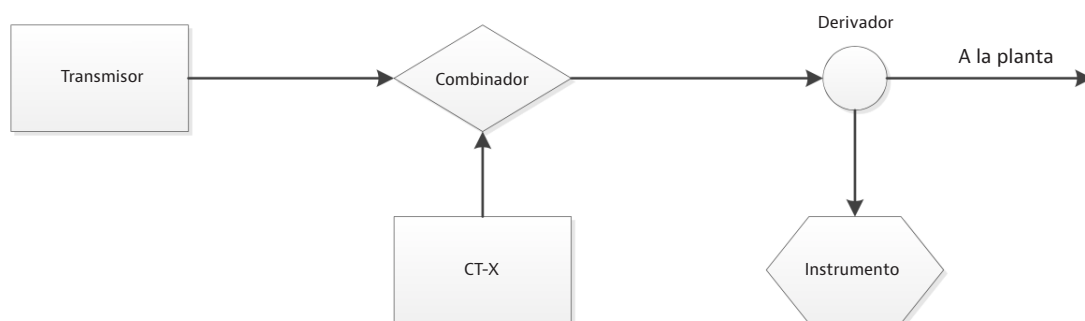 Derivador
A la planta
Transmisor
Combinador
CT-X
Instrumento